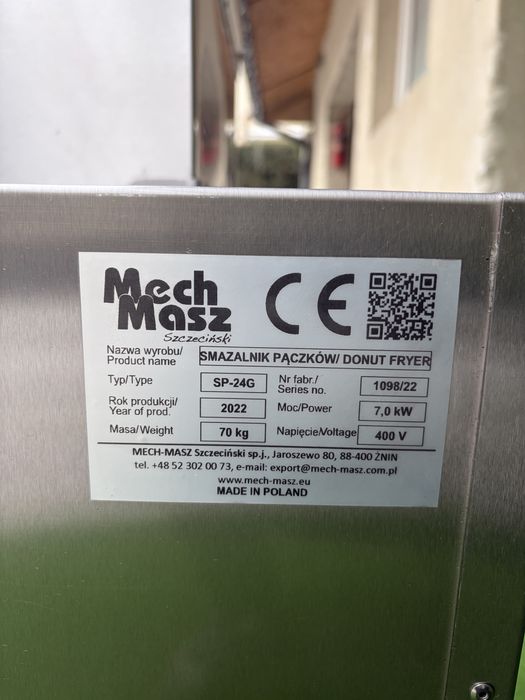 Mech
Masz
Szczeciński
CE
Nazwa wyrobu/
Product name
SMAZALNIK PĄCZKÓW/ DONUT FRYER
Typ/Type SP-24G Nr fabr./
Series no. 1098/22
Rok produkcji/
Year of prod. 2022 Moc/Power 7,0 kW
Masa/Weight 70 kg Napięcie/Voltage 400 V
MECH-MASZ Szczeciński sp.j., Jaroszewo 80, 88-400 ŻNIN
tel. +48 52 302 00 73, e-mail: export@mech-masz.com.pl
www.mech-masz.eu
MADE IN POLAND